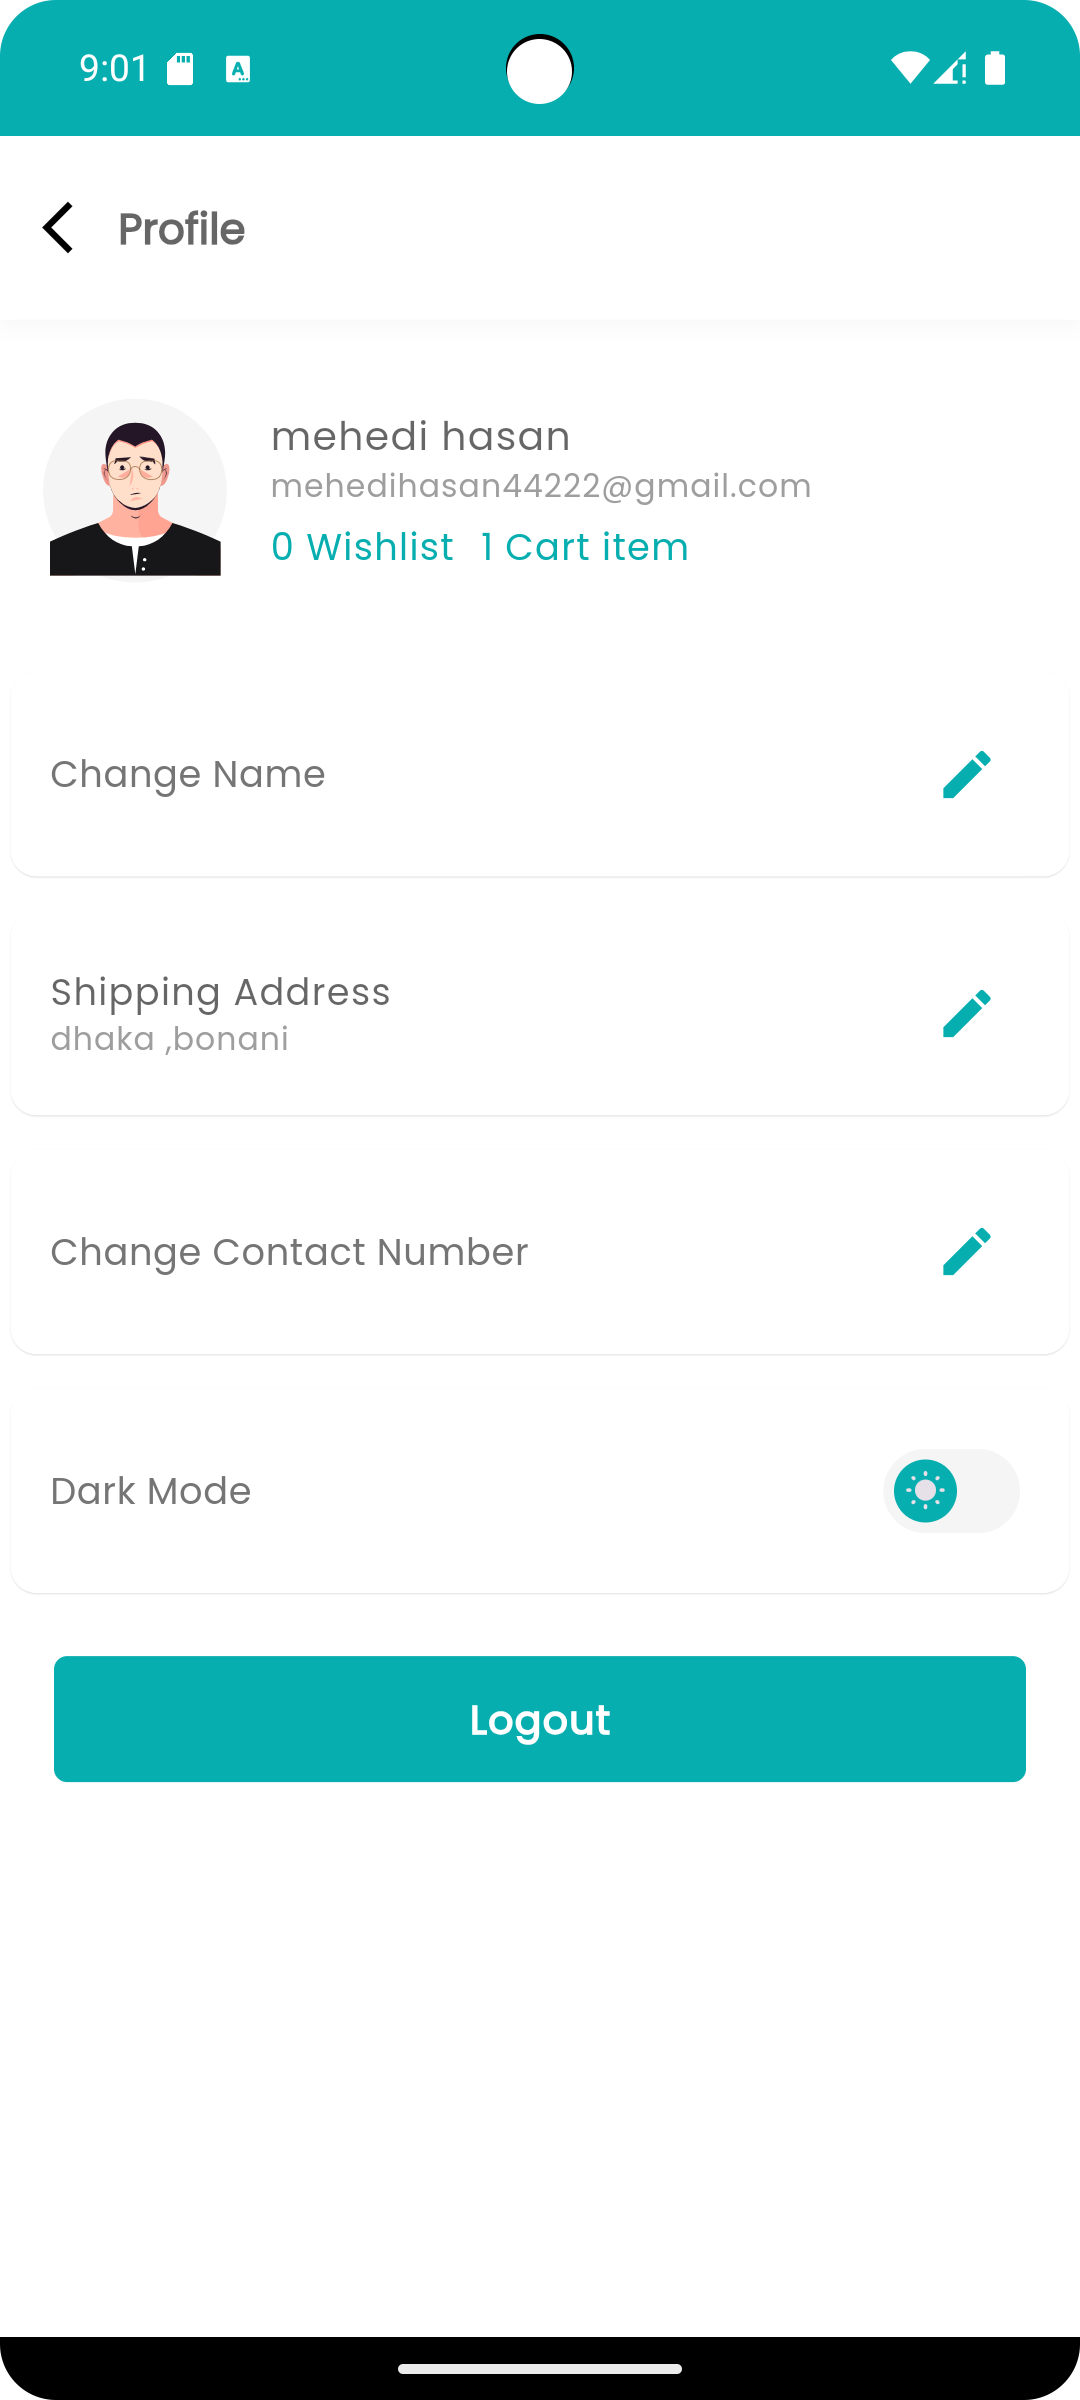 9:01
Profile
mehedi hasan
mehedihasan44222@gmail.com
0 Wishlist 1 Cart item
Change Name
Shipping Address
dhaka ,bonani
Change Contact Number
Dark Mode
Logout